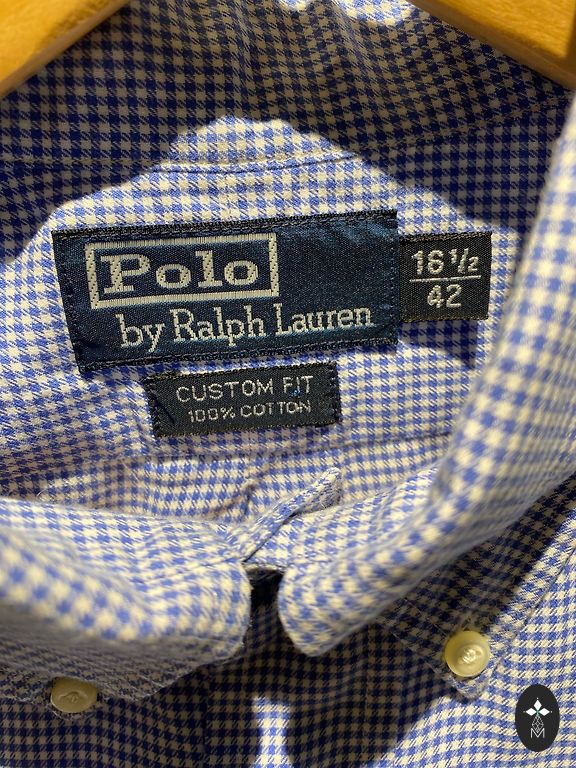 Polo
by Ralph Lauren
16 1/2
42
CUSTOM FIT
100% COTTON
M